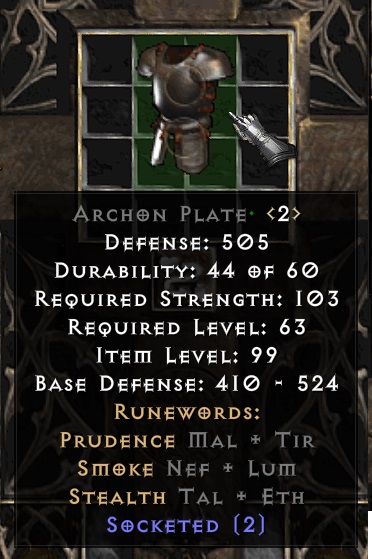 Archon Plate· <2>
Defense: 505
Durability: 44 of 60
Required Strength: 103
Required Level: 63
Item Level: 99
Base Defense: 410 - 524
Runewords:
Prudence Mal + Tir
Smoke Nef + Lum
Stealth Tal + Eth
Socketed (2)